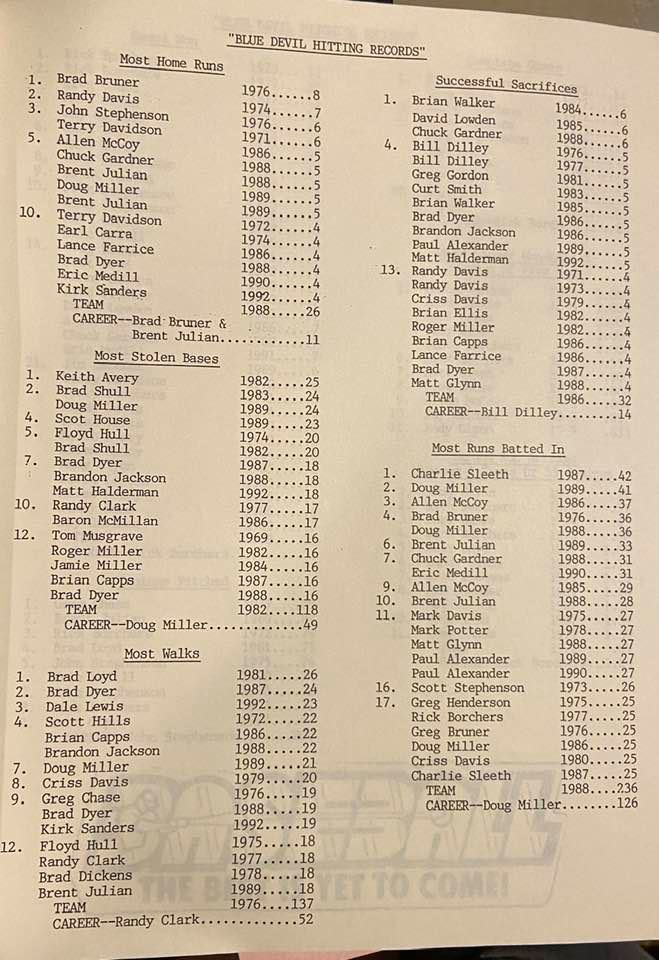 "BLUE DEVIL HITTING RECORDS"
Most Home Runs
1. Brad Bruner 1976......8
2. Randy Davis 1974......7
3. John Stephenson 1976......6
Terry Davidson 1971......6
5. Allen McCoy 1986......5
Chuck Gardner 1988......5
Brent Julian 1988......5
Doug Miller 1989......5
Brent Julian 1989......5
10. Terry Davidson 1972......4
Earl Carra 1974......4
Lance Farrice 1986......4
Brad Dyer 1988......4
Eric Medill 1990......4
Kirk Sanders 1992......4
TEAM 1988.....26
CAREER--Brad Bruner &
Brent Julian............11
Most Stolen Bases
1. Keith Avery 1982.....25
2. Brad Shull 1983.....24
Doug Miller 1989.....24
4. Scot House 1989.....23
5. Floyd Hull 1974.....20
Brad Shull 1982.....20
7. Brad Dyer 1987.....18
Brandon Jackson 1988.....18
Matt Halderman 1992.....18
10. Randy Clark 1977.....17
Baron McMillan 1986.....17
12. Tom Musgrave 1969.....16
Roger Miller 1982.....16
Jamie Miller 1984.....16
Brian Capps 1987.....16
Brad Dyer 1988.....16
TEAM 1982....118
CAREER--Doug Miller.............49
Most Walks
1. Brad Loyd 1981.....26
2. Brad Dyer 1987.....24
3. Dale Lewis 1992.....23
4. Scott Hills 1972.....22
Brian Capps 1986.....22
Brandon Jackson 1988.....22
7. Doug Miller 1989.....21
8. Criss Davis 1979.....20
9. Greg Chase 1976.....19
Brad Dyer 1988.....19
Kirk Sanders 1992.....19
12. Floyd Hull 1975.....18
Randy Clark 1977.....18
Brad Dickens 1978.....18
Brent Julian 1989.....18
TEAM 1976....137
CAREER--Randy Clark.............52
Successful Sacrifices
1. Brian Walker 1984......6
David Lowden 1985......6
Chuck Gardner 1988......6
4. Bill Dilley 1976......5
Bill Dilley 1977......5
Greg Gordon 1981......5
Curt Smith 1983......5
Brian Walker 1985......5
Brad Dyer 1986......5
Brandon Jackson 1986......5
Paul Alexander 1989......5
Matt Halderman 1992......5
13. Randy Davis 1971......4
Randy Davis 1973......4
Criss Davis 1979......4
Brian Ellis 1982......4
Roger Miller 1982......4
Brian Capps 1986......4
Lance Farrice 1986......4
Brad Dyer 1987......4
Matt Glynn 1988......4
TEAM 1986.....32
CAREER--Bill Dilley........14
Most Runs Batted In
1. Charlie Sleeth 1987.....42
2. Doug Miller 1989.....41
3. Allen McCoy 1986.....37
4. Brad Bruner 1976.....36
Doug Miller 1988.....36
6. Brent Julian 1989.....33
7. Chuck Gardner 1988.....31
Eric Medill 1990.....31
9. Allen McCoy 1985.....29
10. Brent Julian 1988.....28
11. Mark Davis 1975.....27
Mark Potter 1978.....27
Matt Glynn 1988.....27
Paul Alexander 1989.....27
Paul Alexander 1990.....27
16. Scott Stephenson 1973.....26
17. Greg Henderson 1975.....25
Rick Borchers 1977.....25
Greg Bruner 1976.....25
Doug Miller 1986.....25
Criss Davis 1980.....25
Charlie Sleeth 1987.....25
TEAM 1988....236
CAREER--Doug Miller........126
BASEBALL
YET TO COME!